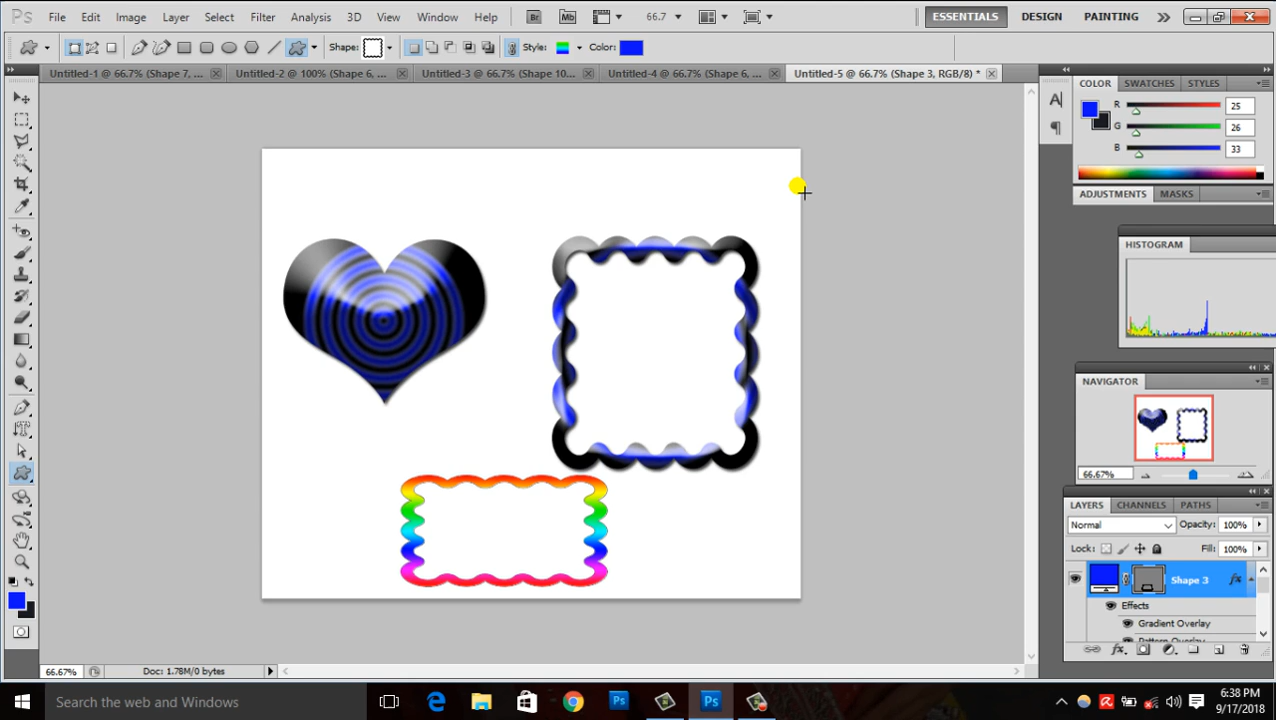 Ps File Edit Image Layer Select Filter Analysis 3D View Window Help Br Mb 66.7 ESSENTIALS DESIGN PAINTING
Shape: Style: Color:
Untitled-1 @ 66.7% (Shape 7, ... Untitled-2 @ 100% (Shape 6, ... Untitled-3 @ 66.7% (Shape 10... Untitled-4 @ 66.7% (Shape 6, ... Untitled-5 @ 66.7% (Shape 3, RGB/8) *
COLOR SWATCHES STYLES
R 25
G 26
B 33
ADJUSTMENTS MASKS
HISTOGRAM
NAVIGATOR
66.67%
LAYERS CHANNELS PATHS
Normal Opacity: 100%
Lock: Fill: 100%
Shape 3 fx
Effects
Gradient Overlay
Pattern Overlay
66.67% Doc: 1.78M/0 bytes
Search the web and Windows
6:38 PM
9/17/2018